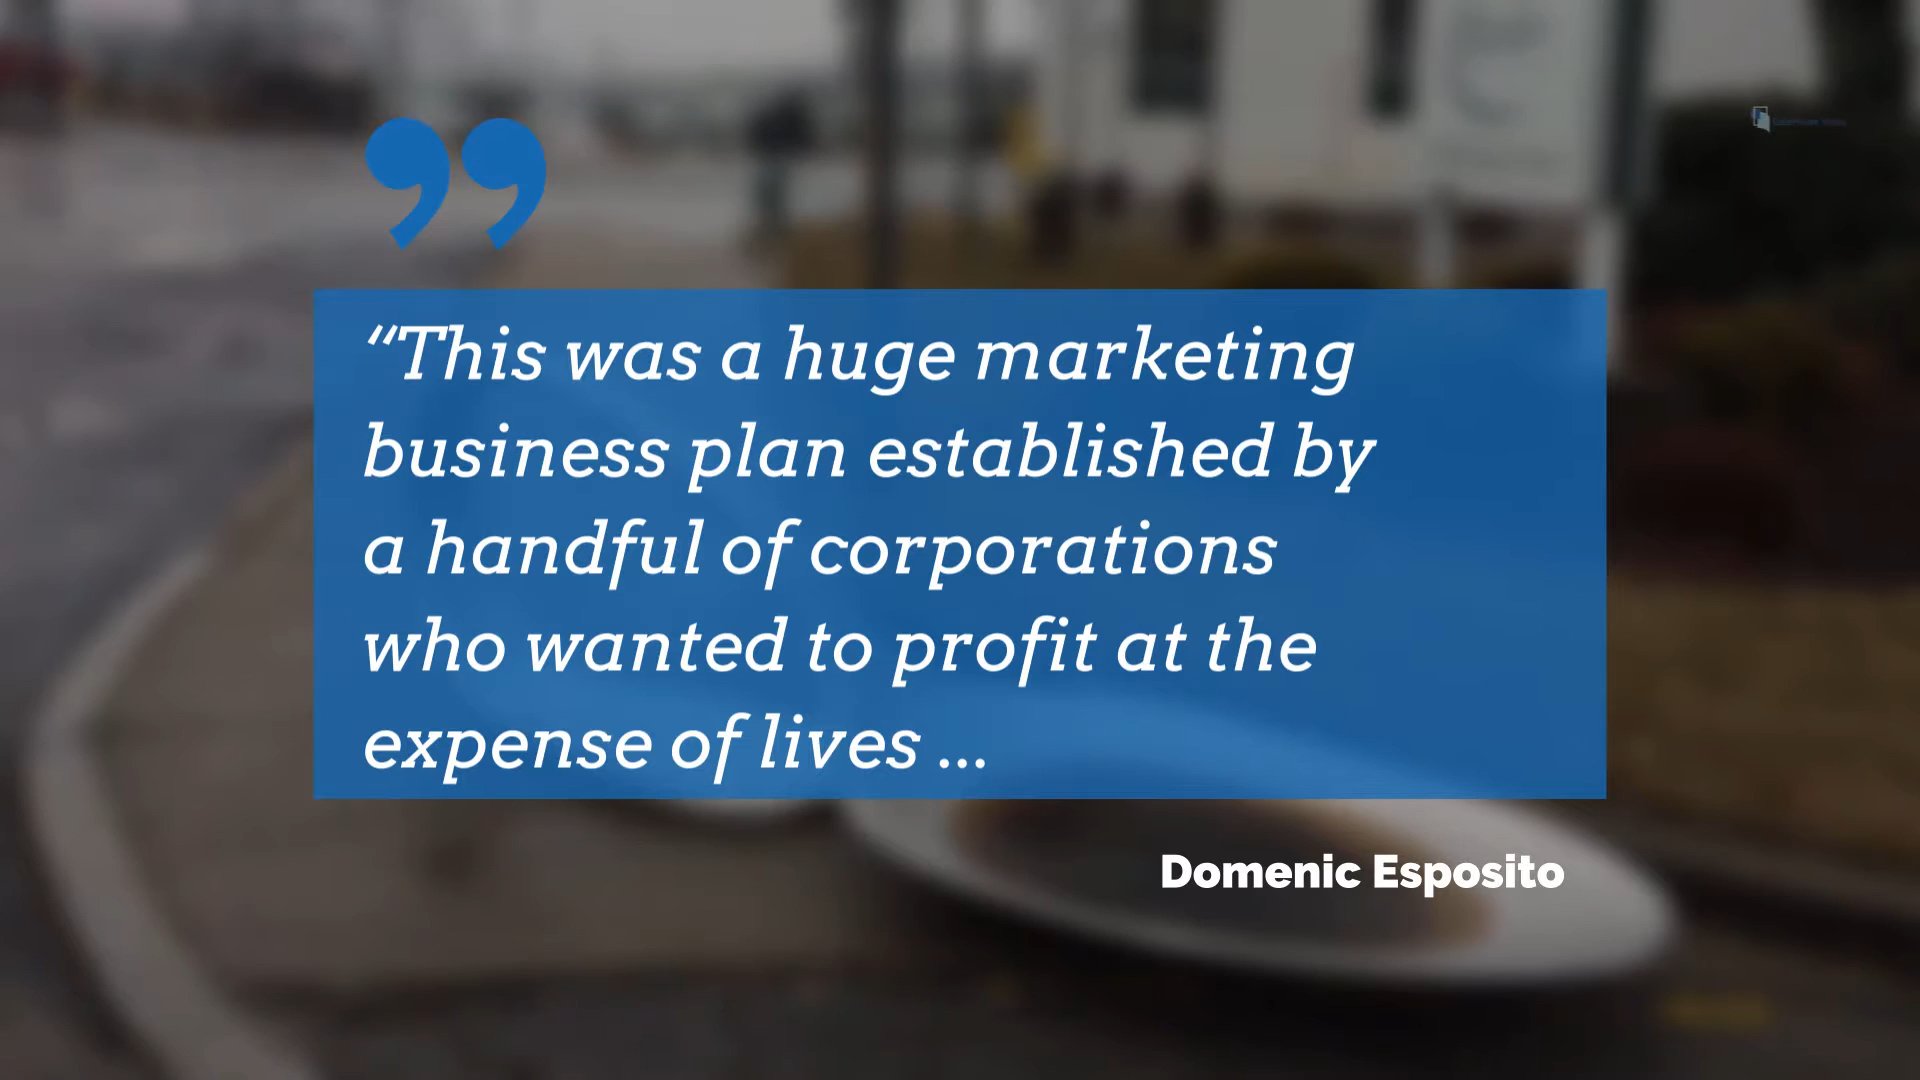 “This was a huge marketing
business plan established by
a handful of corporations
who wanted to profit at the
expense of lives ...
Domenic Esposito